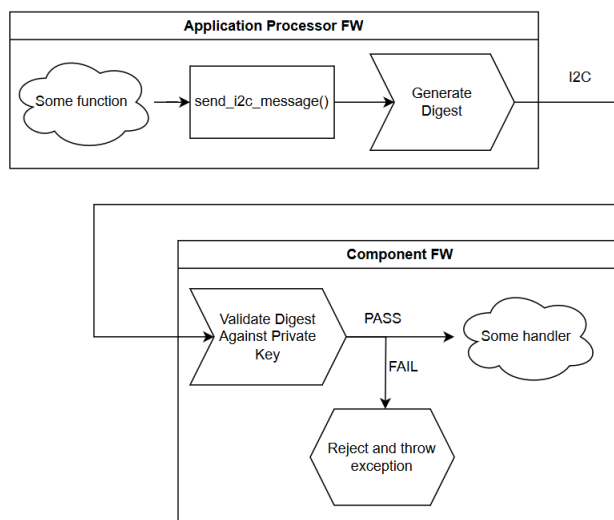 Application Processor FW
Some function
send_i2c_message()
Generate
Digest
I2C
Component FW
Validate Digest
Against Private
Key
PASS
FAIL
Some handler
Reject and throw
exception